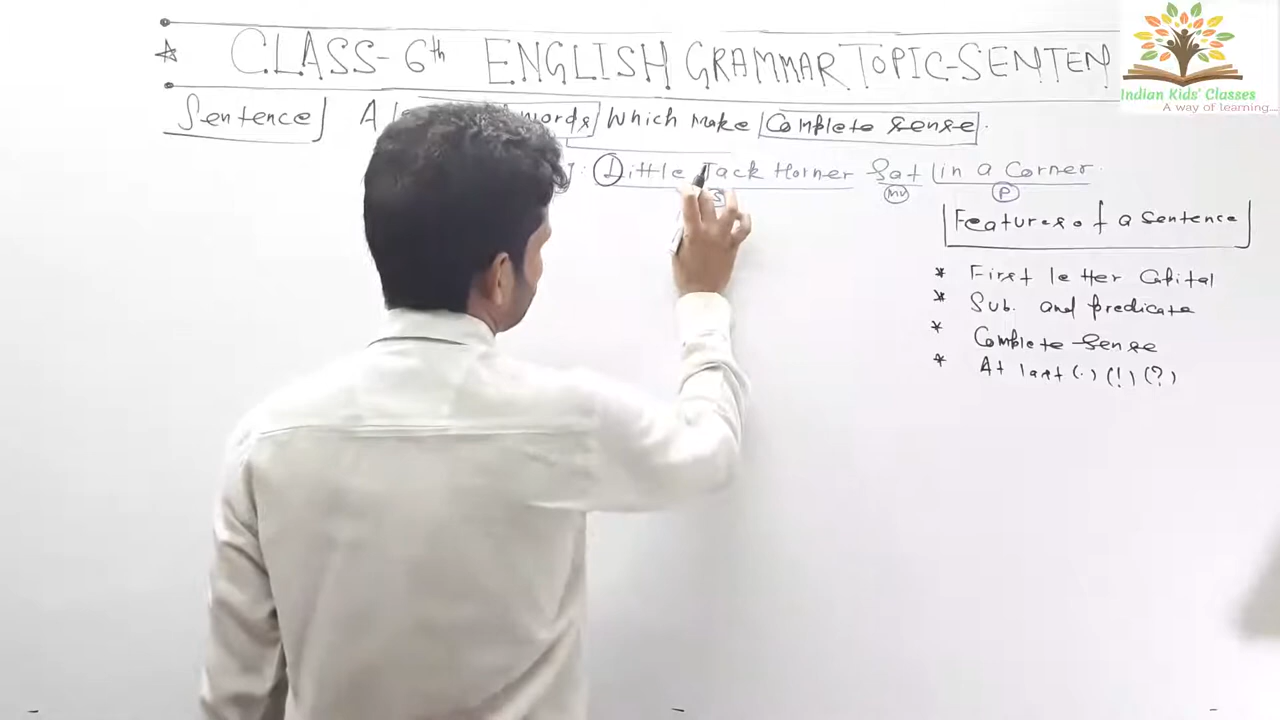 ☆ CLASS-6th ENGLISH GRAMMAR TOPIC-SENTEN
Indian Kids' Classes
A way of learning....
Sentence] A words which make Complete sense.
: Little Jack Horner Sat in a Corner.
S MV P
Features of a Sentence
* First letter Capital
* Sub. and predicate
* Complete sense
* At last (.) (!) (?)